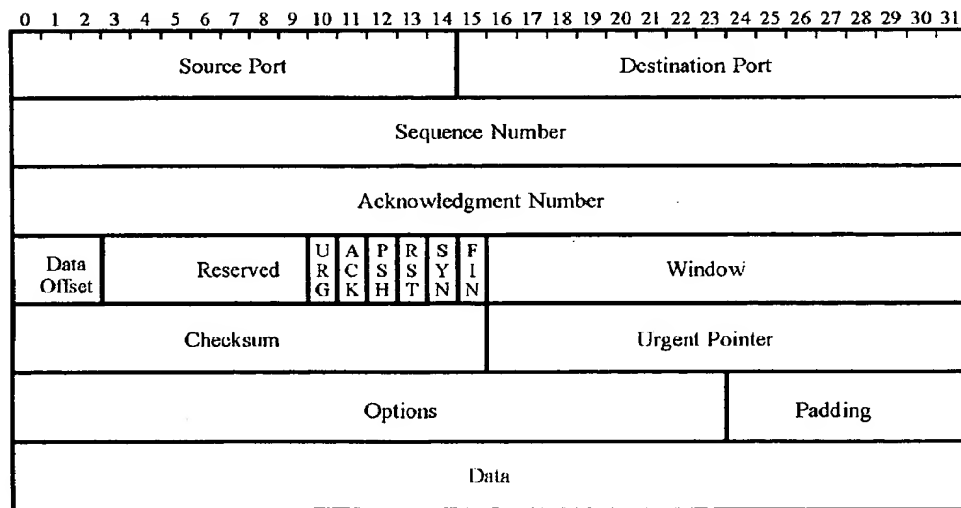 0 1 2 3 4 5 6 7 8 9 10 11 12 13 14 15 16 17 18 19 20 21 22 23 24 25 26 27 28 29 30 31
Source Port Destination Port
Sequence Number
Acknowledgment Number
Data Offset Reserved URG ACK PSH RST SYN FIN Window
Checksum Urgent Pointer
Options Padding
Data